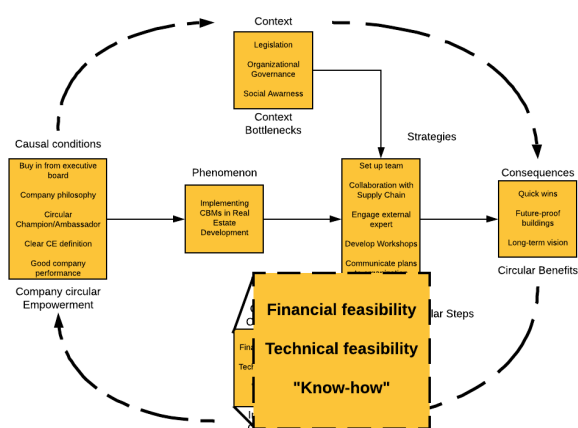 Context
Legislation
Organizational
Governance
Social Awarness
Context
Bottlenecks
Causal conditions
Buy in from executive
board
Company philosophy
Circular
Champion/Ambassador
Clear CE definition
Good company
performance
Company circular
Empowerment
Phenomenon
Implementing
CBMs in Real
Estate
Development
Strategies
Set up team
Collaboration with
Supply Chain
Engage external
expert
Develop Workshops
Communicate plans
Steps
Consequences
Quick wins
Future-proof
buildings
Long-term vision
Circular Benefits
Financial feasibility
Technical feasibility
"Know-how"